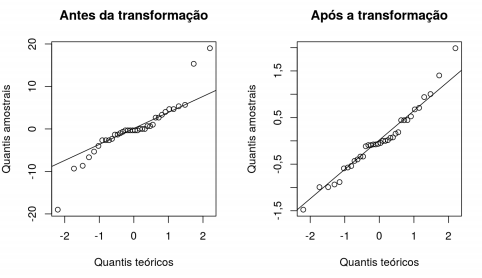 Antes da transformação
Quantis amostrais
20
10
0
-10
-20
-2 -1 0 1 2
Quantis teóricos
Após a transformação
Quantis amostrais
1,5
0,5
-0,5
-1,5
-2 -1 0 1 2
Quantis teóricos